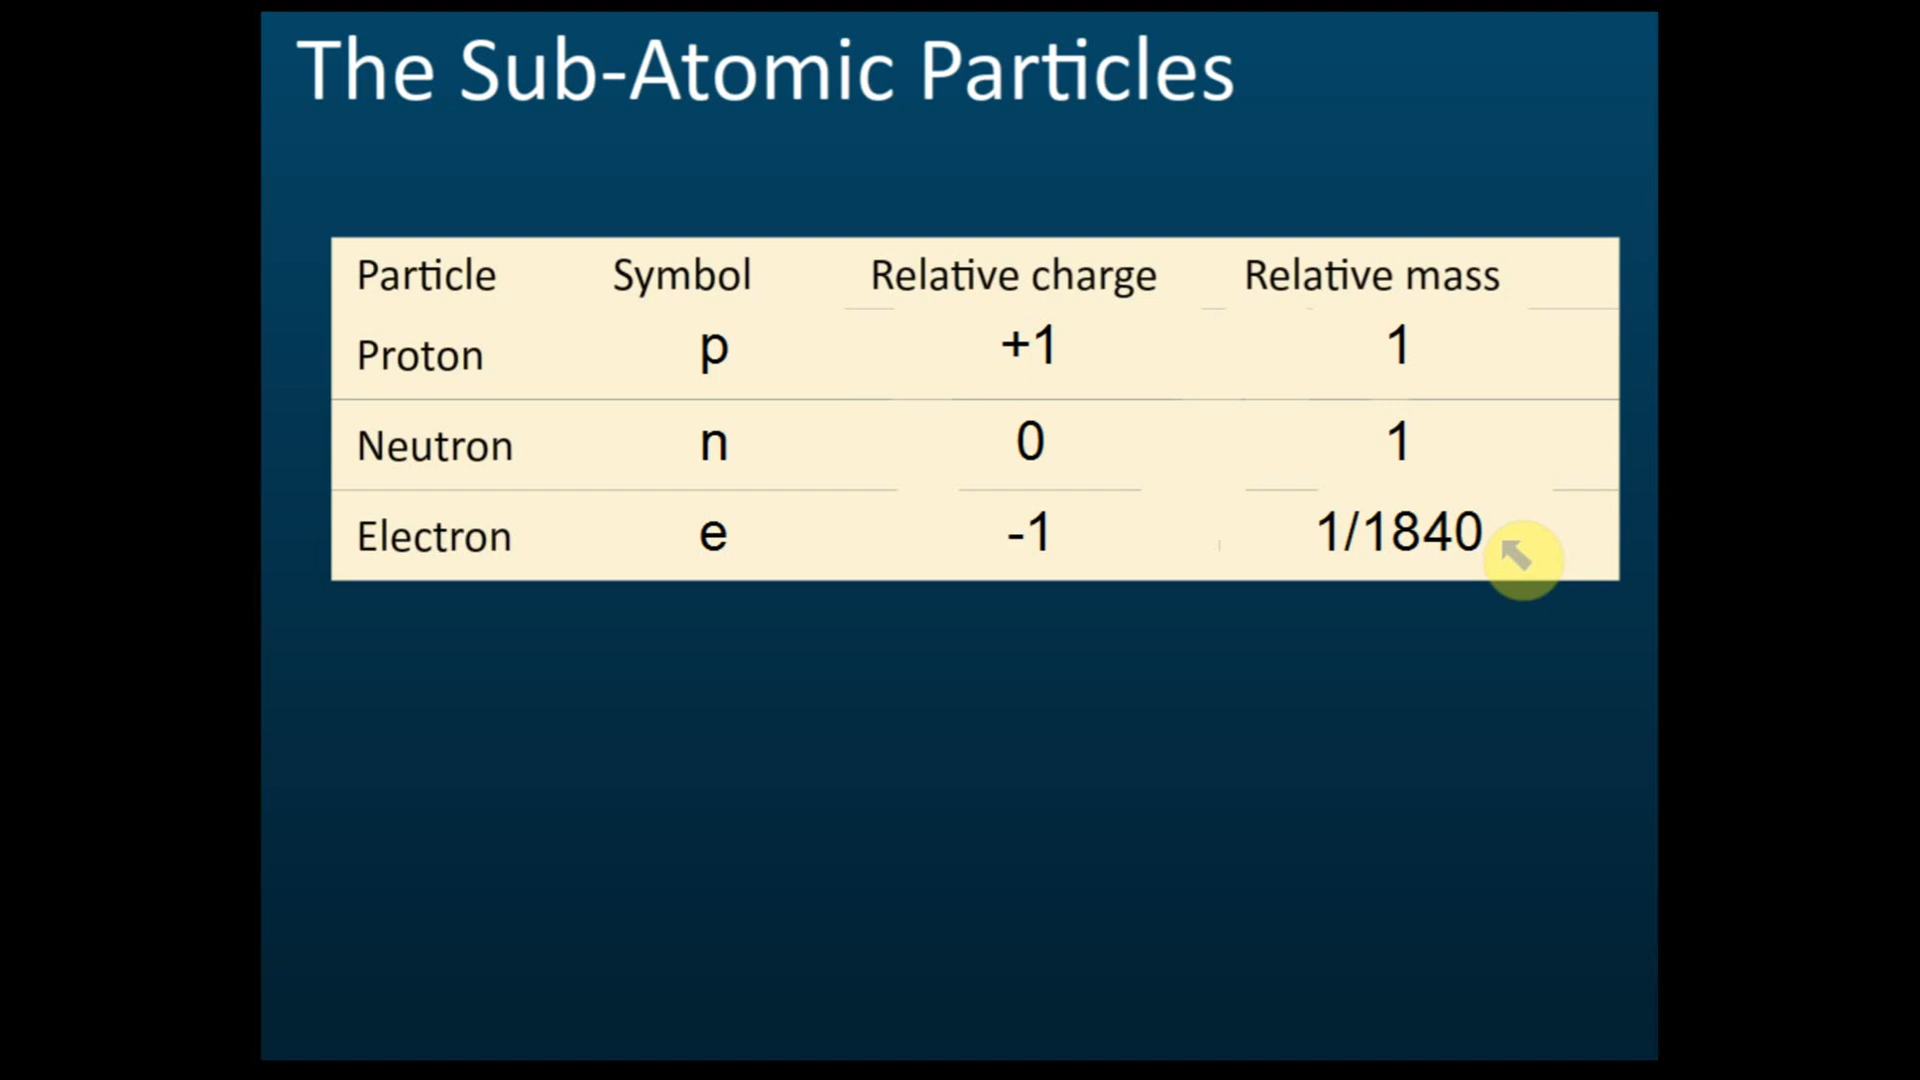 The Sub-Atomic Particles
Particle Symbol Relative charge Relative mass
Proton p +1 1
Neutron n 0 1
Electron e -1 1/1840